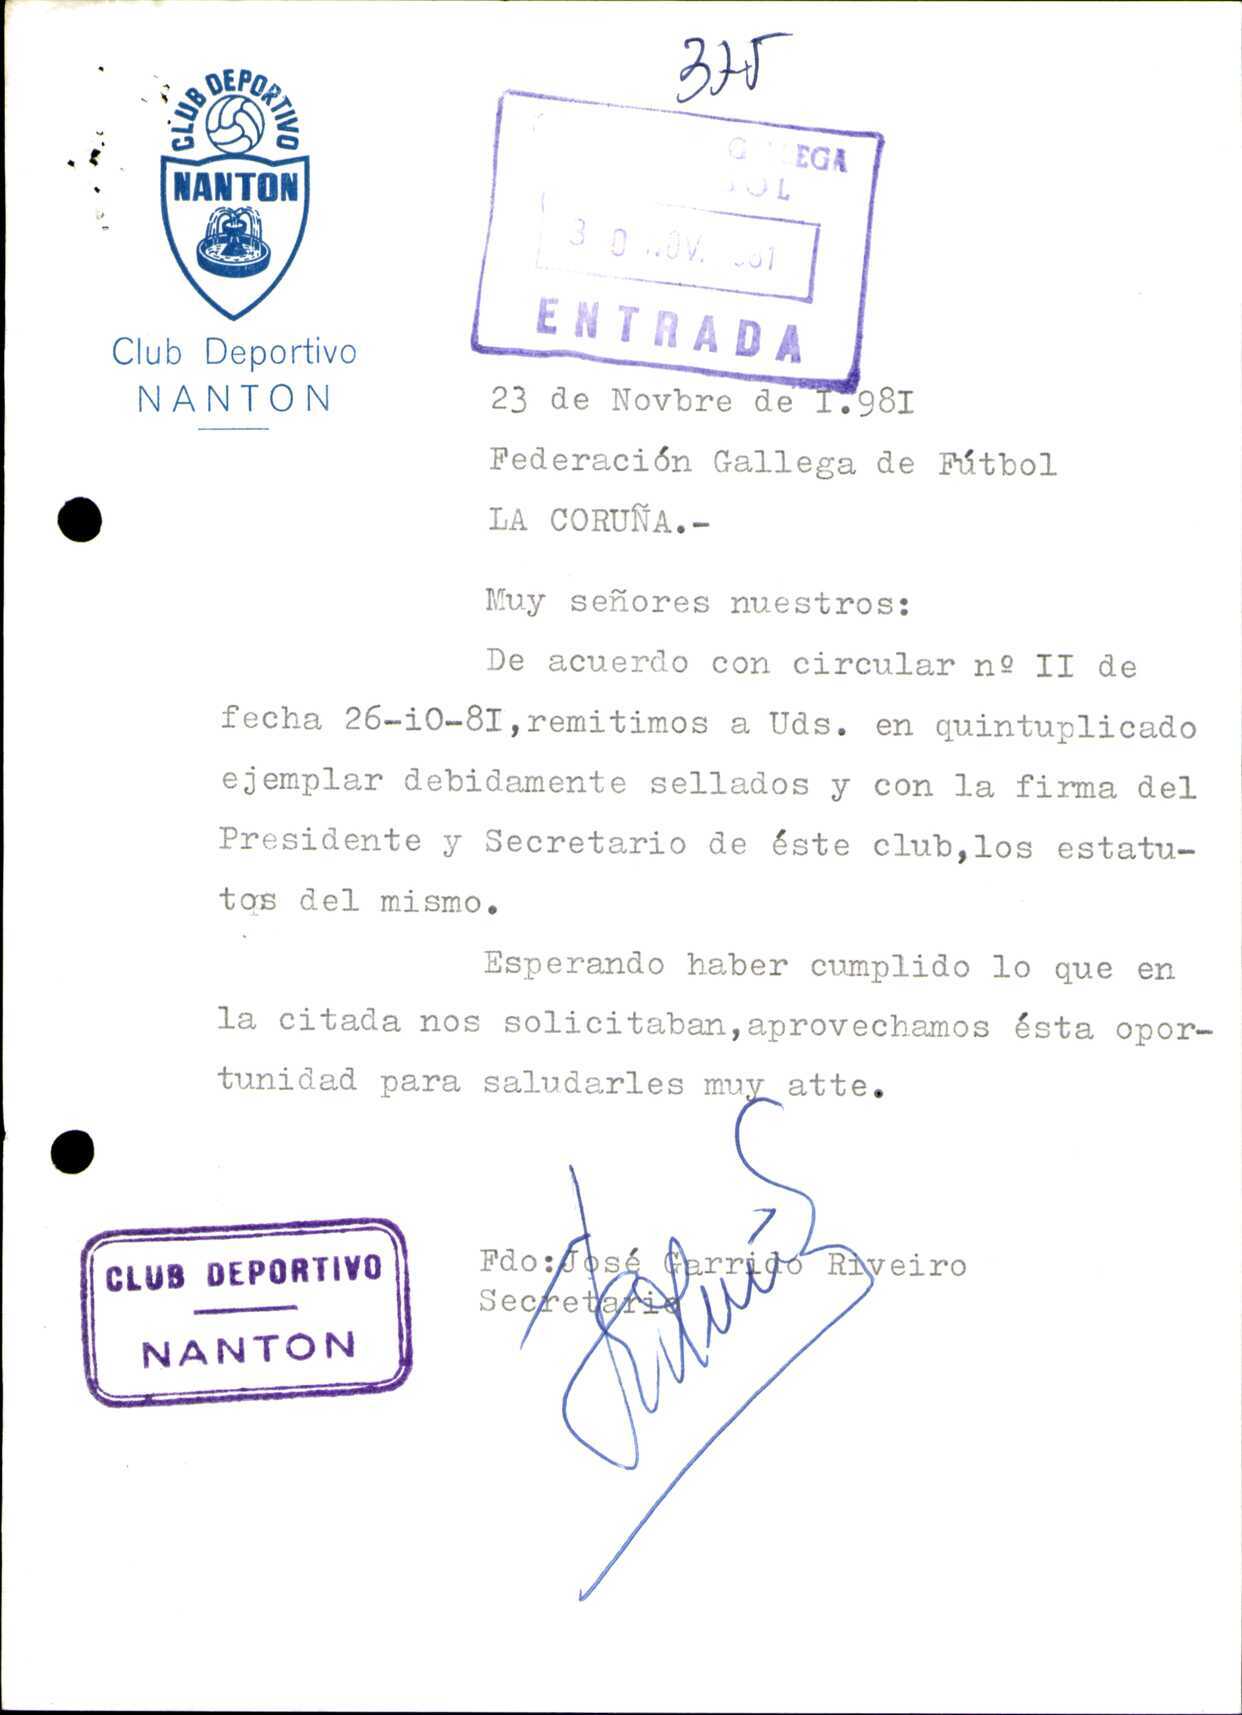 375
CLUB DEPORTIVO
NANTON
Club Deportivo
NANTON
EGA
OL
30 NOV.
ENTRADA
23 de Novbre de I.98I
Federación Gallega de Fútbol
LA CORUÑA.-
Muy señores nuestros:
De acuerdo con circular nº II de
fecha 26-i0-8I,remitimos a Uds. en quintuplicado
ejemplar debidamente sellados y con la firma del
Presidente y Secretario de éste club,los estatu-
tos del mismo.
Esperando haber cumplido lo que en
la citada nos solicitaban,aprovechamos ésta opor-
tunidad para saludarles muy atte.
Fdo:José Garrido Riveiro
Secretario
CLUB DEPORTIVO
NANTON